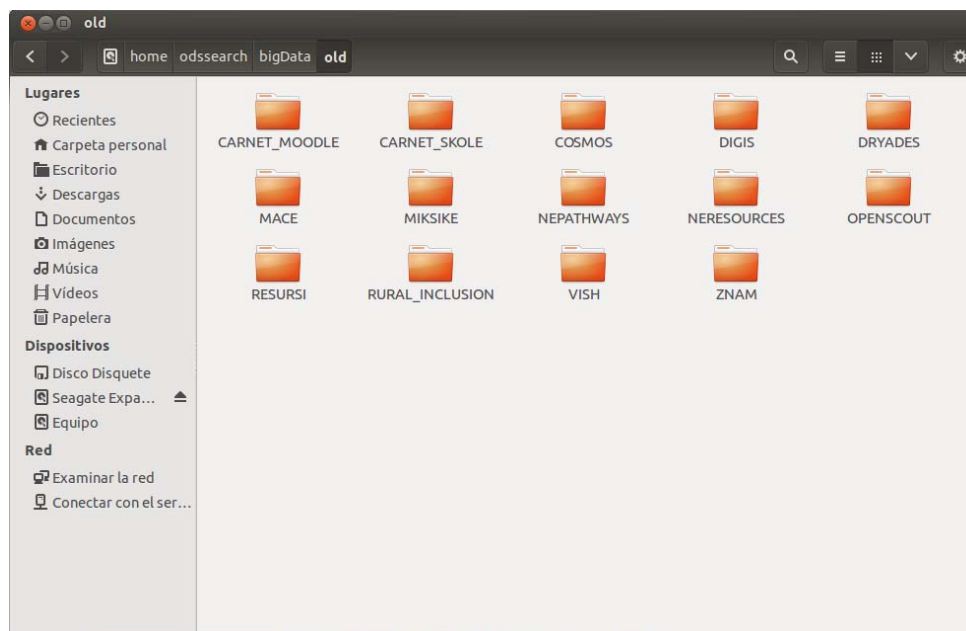 old
home odssearch bigData old
Lugares
Recientes
Carpeta personal
Escritorio
Descargas
Documentos
Imágenes
Música
Vídeos
Papelera
Dispositivos
Disco Disquete
Seagate Expa...
Equipo
Red
Examinar la red
Conectar con el ser...
CARNET_MOODLE CARNET_SKOLE COSMOS DIGIS DRYADES
MACE MIKSIKE NEPATHWAYS NERESOURCES OPENSCOUT
RESURSI RURAL_INCLUSION VISH ZNAM